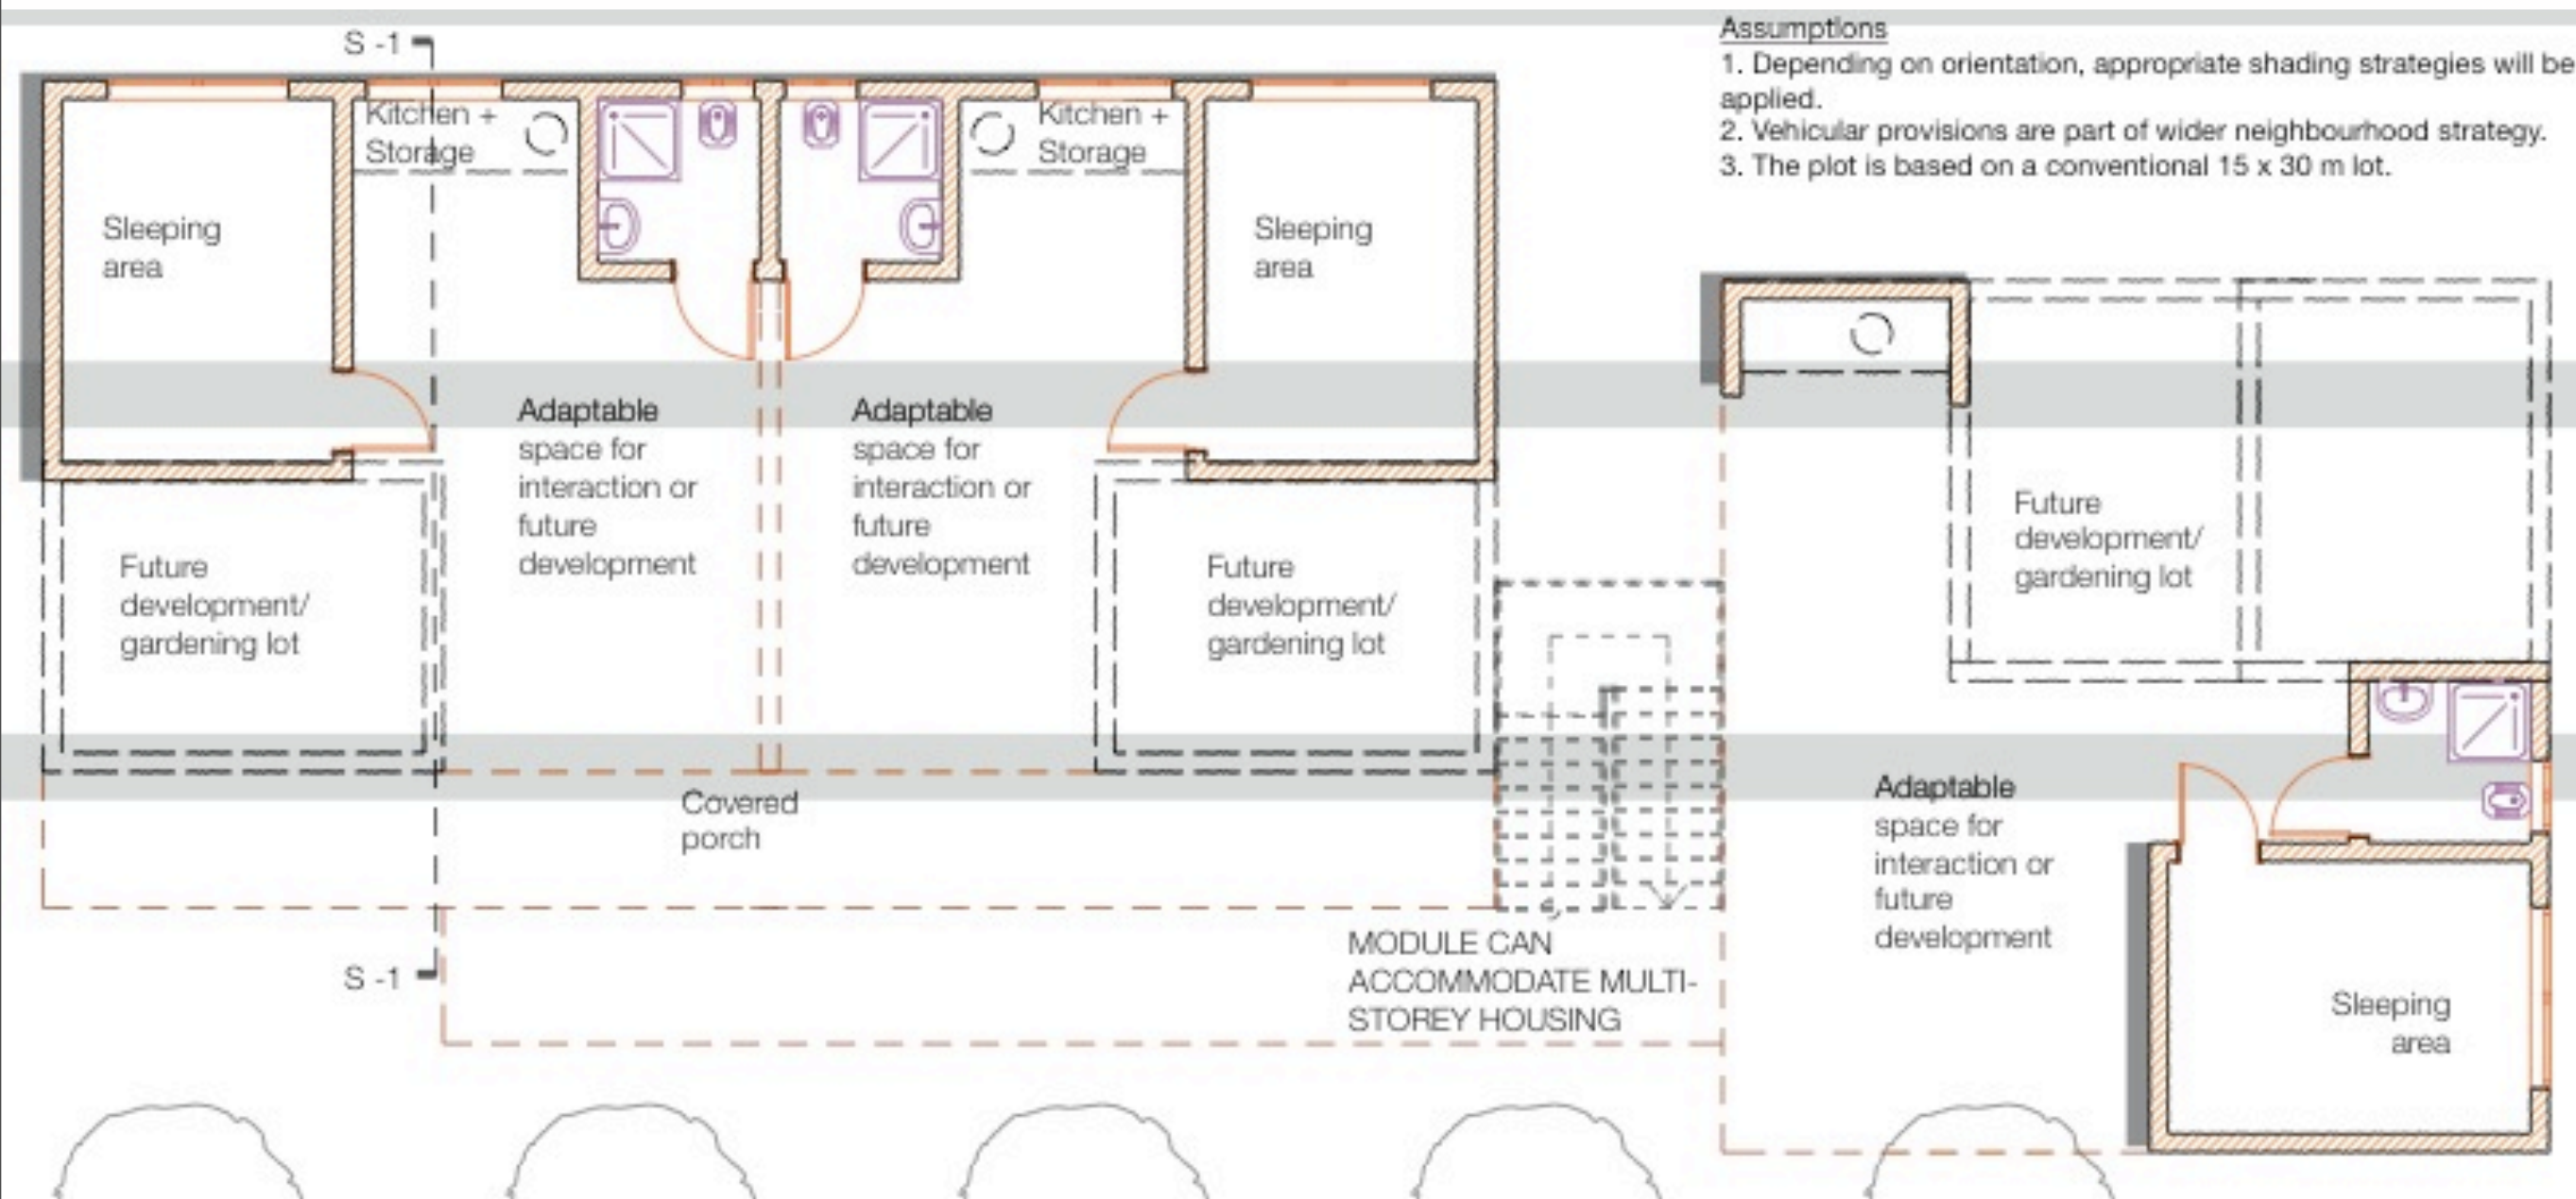 S -1
Assumptions
1. Depending on orientation, appropriate shading strategies will be
applied.
2. Vehicular provisions are part of wider neighbourhood strategy.
3. The plot is based on a conventional 15 x 30 m lot.
Kitchen +
Storage
Kitchen +
Storage
Sleeping
area
Sleeping
area
Adaptable
space for
interaction or
future
development
Adaptable
space for
interaction or
future
development
Future
development/
gardening lot
Future
development/
gardening lot
Future
development/
gardening lot
Covered
porch
Adaptable
space for
interaction or
future
development
S -1
MODULE CAN
ACCOMMODATE MULTI-
STOREY HOUSING
Sleeping
area